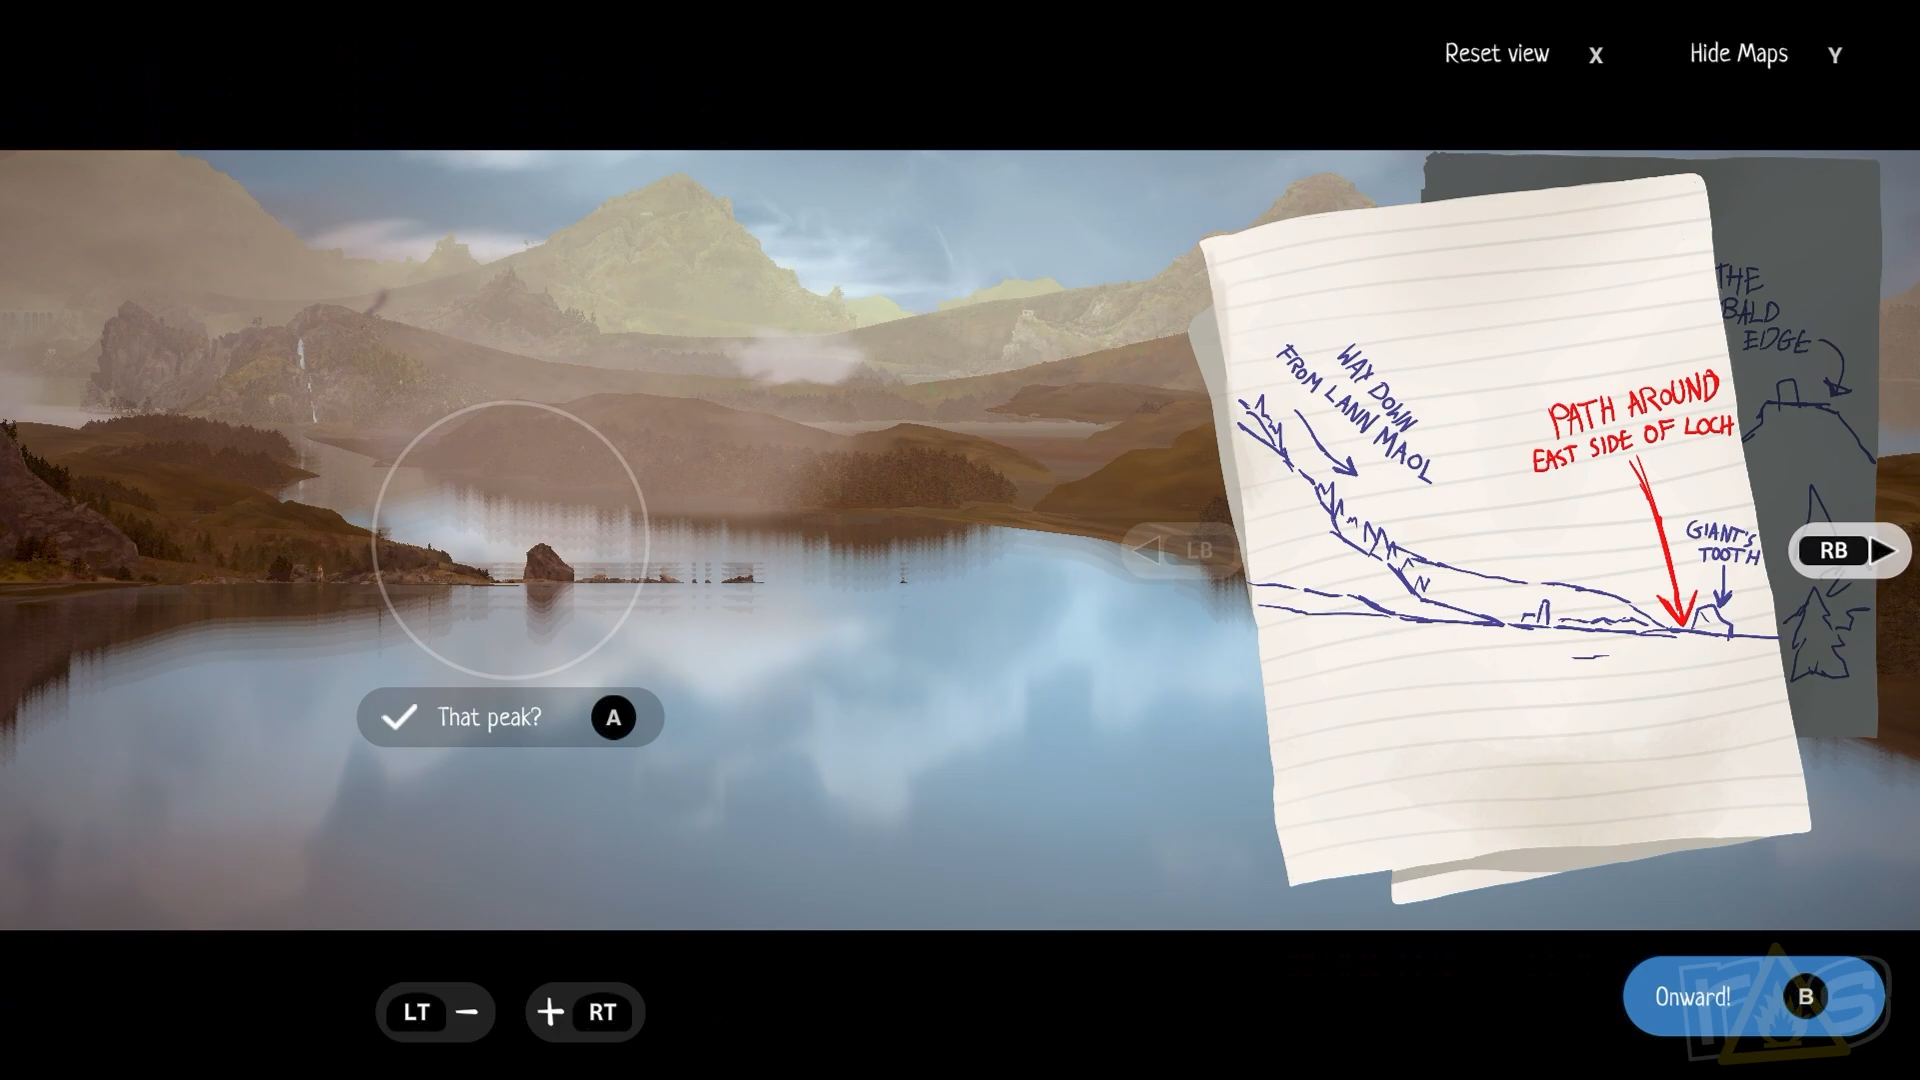 Reset view X
Hide Maps Y
THE
BALD
EDGE
WAY DOWN
FROM LANN MAOL
PATH AROUND
EAST SIDE OF LOCH
GIANT'S
TOOTH
LB
RB
That peak? A
LT
RT
Onward! B
ras